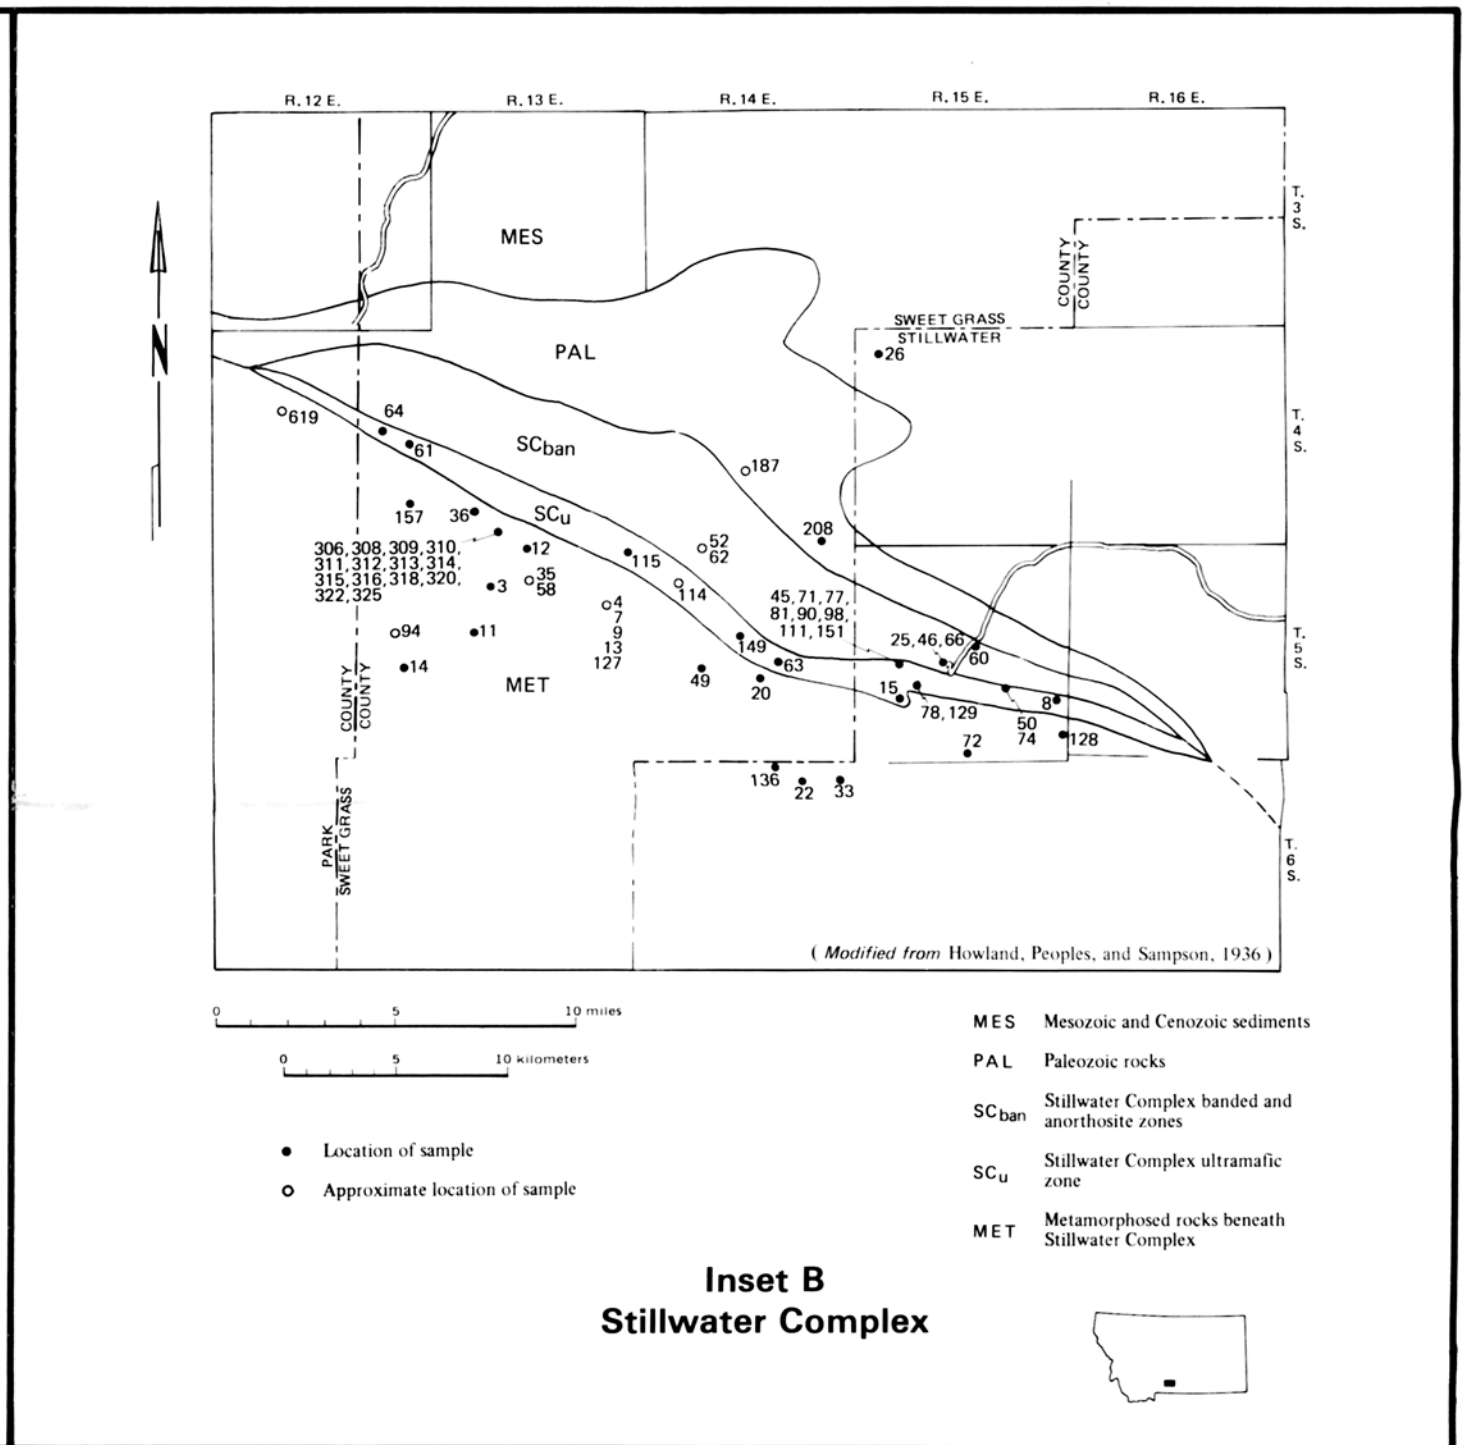 R. 12 E.
R. 13 E.
R. 14 E.
R. 15 E.
R. 16 E.
T.
3
S.
MES
COUNTY
COUNTY
N
SWEET GRASS
STILLWATER
PAL
26
619
64
61
SCban
T.
4
S.
187
157
36
SCu
208
306, 308, 309, 310,
311, 312, 313, 314,
315, 316, 318, 320,
322, 325
12
115
52
62
3
35
58
114
45, 71, 77,
81, 90, 98,
111, 151
4
7
9
13
127
94
11
149
25, 46, 66
60
T.
5
S.
14
63
COUNTY
COUNTY
MET
49
20
15
78, 129
50
74
8
128
72
136
22
33
PARK
SWEET GRASS
T.
6
S.
( Modified from Howland, Peoples, and Sampson, 1936 )
0 5 10 miles
0 5 10 kilometers
MES Mesozoic and Cenozoic sediments
PAL Paleozoic rocks
SCban Stillwater Complex banded and
anorthosite zones
SCu Stillwater Complex ultramafic
zone
MET Metamorphosed rocks beneath
Stillwater Complex
Location of sample
Approximate location of sample
Inset B
Stillwater Complex